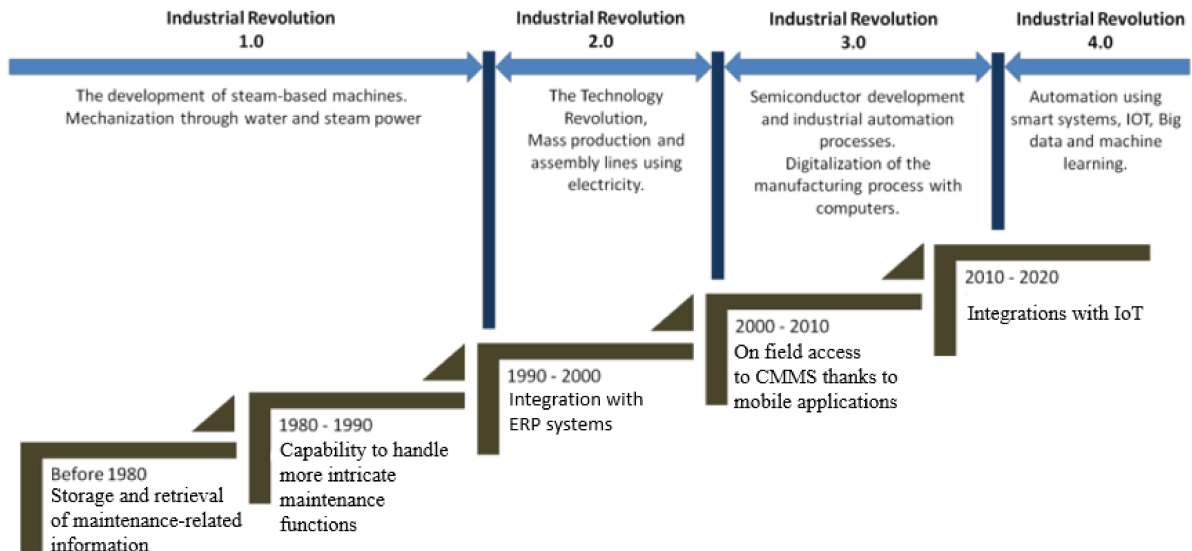 Industrial Revolution
1.0
Industrial Revolution
2.0
Industrial Revolution
3.0
Industrial Revolution
4.0
The development of steam-based machines.
Mechanization through water and steam power
The Technology
Revolution,
Mass production and
assembly lines using
electricity.
Semiconductor development
and industrial automation
processes.
Digitalization of the
manufacturing process with
computers.
Automation using
smart systems, IOT, Big
data and machine
learning.
Before 1980
Storage and retrieval
of maintenance-related
information
1980 - 1990
Capability to handle
more intricate
maintenance
functions
1990 - 2000
Integration with
ERP systems
2000 - 2010
On field access
to CMMS thanks to
mobile applications
2010 - 2020
Integrations with IoT